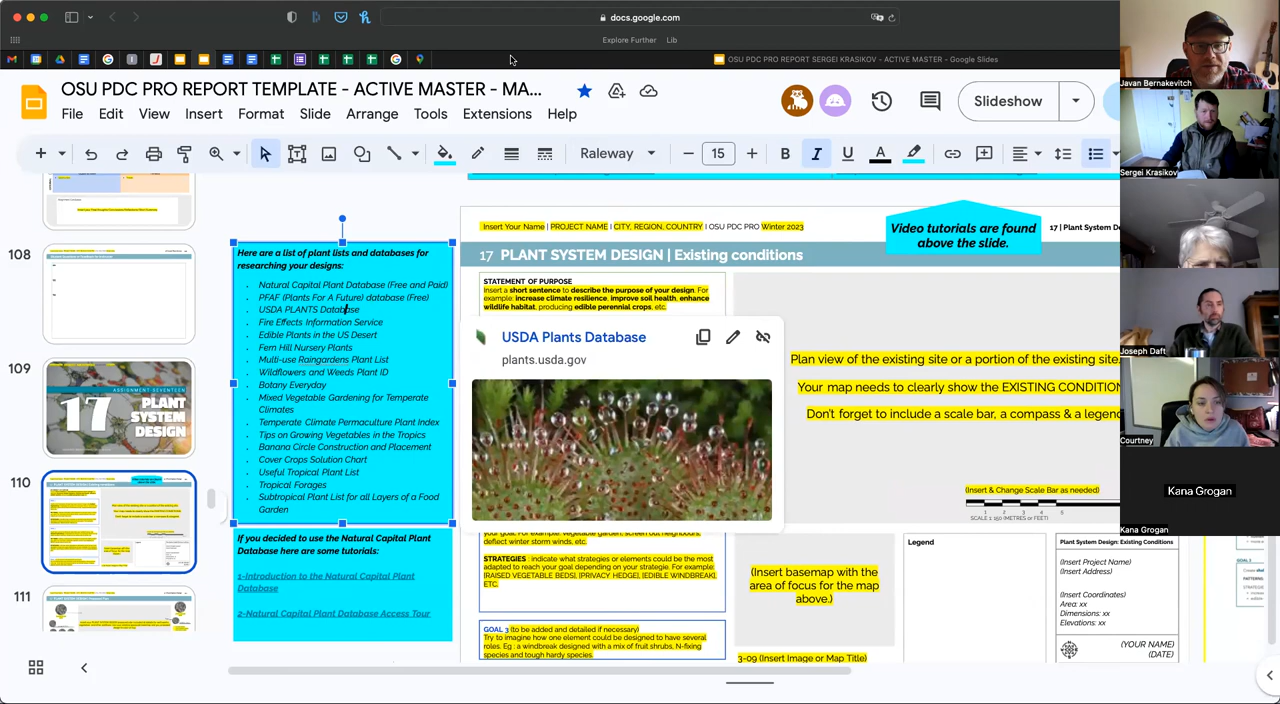 docs.google.com
Explore Further Lib
OSU PDC PRO REPORT SERGEI KRASIKOV - ACTIVE MASTER - Google Slides
OSU PDC PRO REPORT TEMPLATE - ACTIVE MASTER - MA...
File Edit View Insert Format Slide Arrange Tools Extensions Help
Slideshow
Raleway
15
B I U A
Javan Bernakevitch
Sergei Krasikov
Joseph Daft
Courtney
Kana Grogan
Kana Grogan
108
109
ASSIGNMENT-SEVENTEEN
17 PLANT
SYSTEM
DESIGN
110
111
Here are a list of plant lists and databases for
researching your designs:
Natural Capital Plant Database (Free and Paid)
PFAF (Plants For A Future) database (Free)
USDA PLANTS Database
Fire Effects Information Service
Edible Plants in the US Desert
Fern Hill Nursery Plants
Multi-use Raingardens Plant List
Wildflowers and Weeds Plant ID
Botany Everyday
Mixed Vegetable Gardening for Temperate
Climates
Temperate Climate Permaculture Plant Index
Tips on Growing Vegetables in the Tropics
Banana Circle Construction and Placement
Cover Crops Solution Chart
Useful Tropical Plant List
Tropical Forages
Subtropical Plant List for all Layers of a Food
Garden
If you decided to use the Natural Capital Plant
Database here are some tutorials:
1-Introduction to the Natural Capital Plant
Database
2-Natural Capital Plant Database Access Tour
Insert Your Name | PROJECT NAME | CITY, REGION, COUNTRY | OSU PDC PRO Winter 2023
Video tutorials are found
above the slide.
17 | Plant System De
17 PLANT SYSTEM DESIGN | Existing conditions
STATEMENT OF PURPOSE
Insert a short sentence to describe the purpose of your design. For
example: increase climate resilience, improve soil health, enhance
wildlife habitat, producing edible perennial crops, etc.
USDA Plants Database
plants.usda.gov
Plan view of the existing site or a portion of the existing site.
Your map needs to clearly show the EXISTING CONDITION
Don't forget to include a scale bar, a compass & a legend
(Insert & Change Scale Bar as needed)
1 2 3 4 5
SCALE 1: 150 (METRES or FEET)
your goal. For example: vegetable garden, screen out neighbours,
deflect winter storm winds, etc.
STRATEGIES : indicate what strategies or elements could be the most
adapted to reach your goal depending on your strategie. For example:
[RAISED VEGETABLE BEDS], [PRIVACY HEDGE], [EDIBLE WINDBREAK],
ETC.
GOAL 3 (to be added and detailed if necessary)
Try to imagine how one element could be designed to have several
roles. Eg : a windbreak designed with a mix of fruit shrubs, N-fixing
species and tough hardy species.
(Insert basemap with the
area of focus for the map
above.)
3-09 (Insert Image or Map Title)
Legend
Plant System Design: Existing Conditions
(Insert Project Name)
(Insert Address)
(Insert Coordinates)
Area: xx
Dimensions: xx
Elevations: xx
(YOUR NAME)
(DATE)